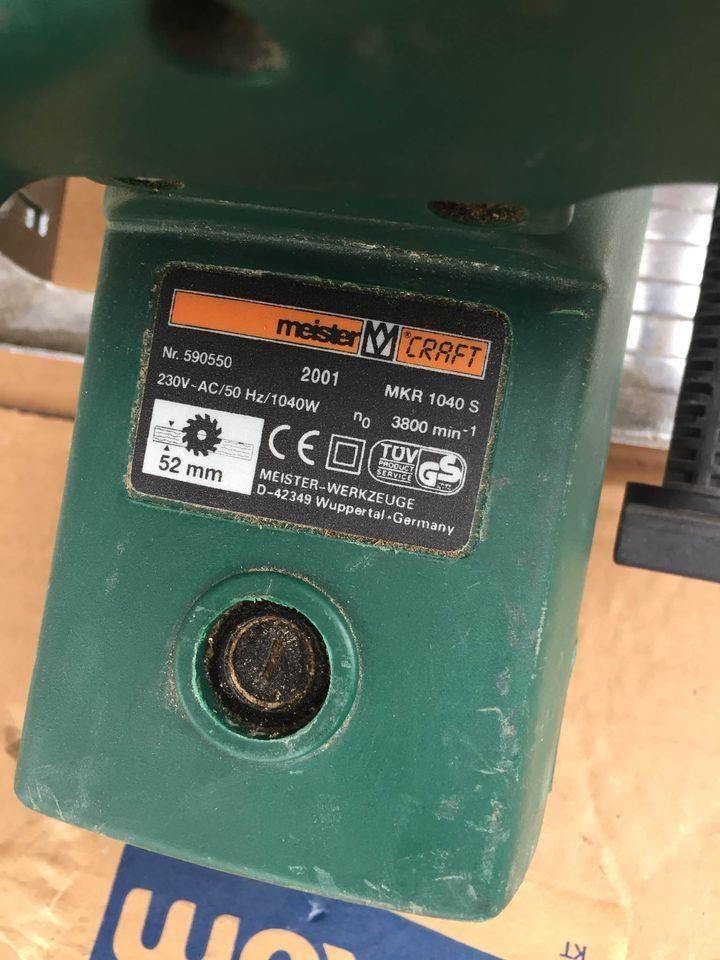 meister CRAFT®
Nr. 590550 2001 MKR 1040 S
230V~AC/50 Hz/1040W n0 3800 min-1
52 mm
CE TÜV PRODUCT SERVICE GS
MEISTER-WERKZEUGE
D-42349 Wuppertal·Germany
KT